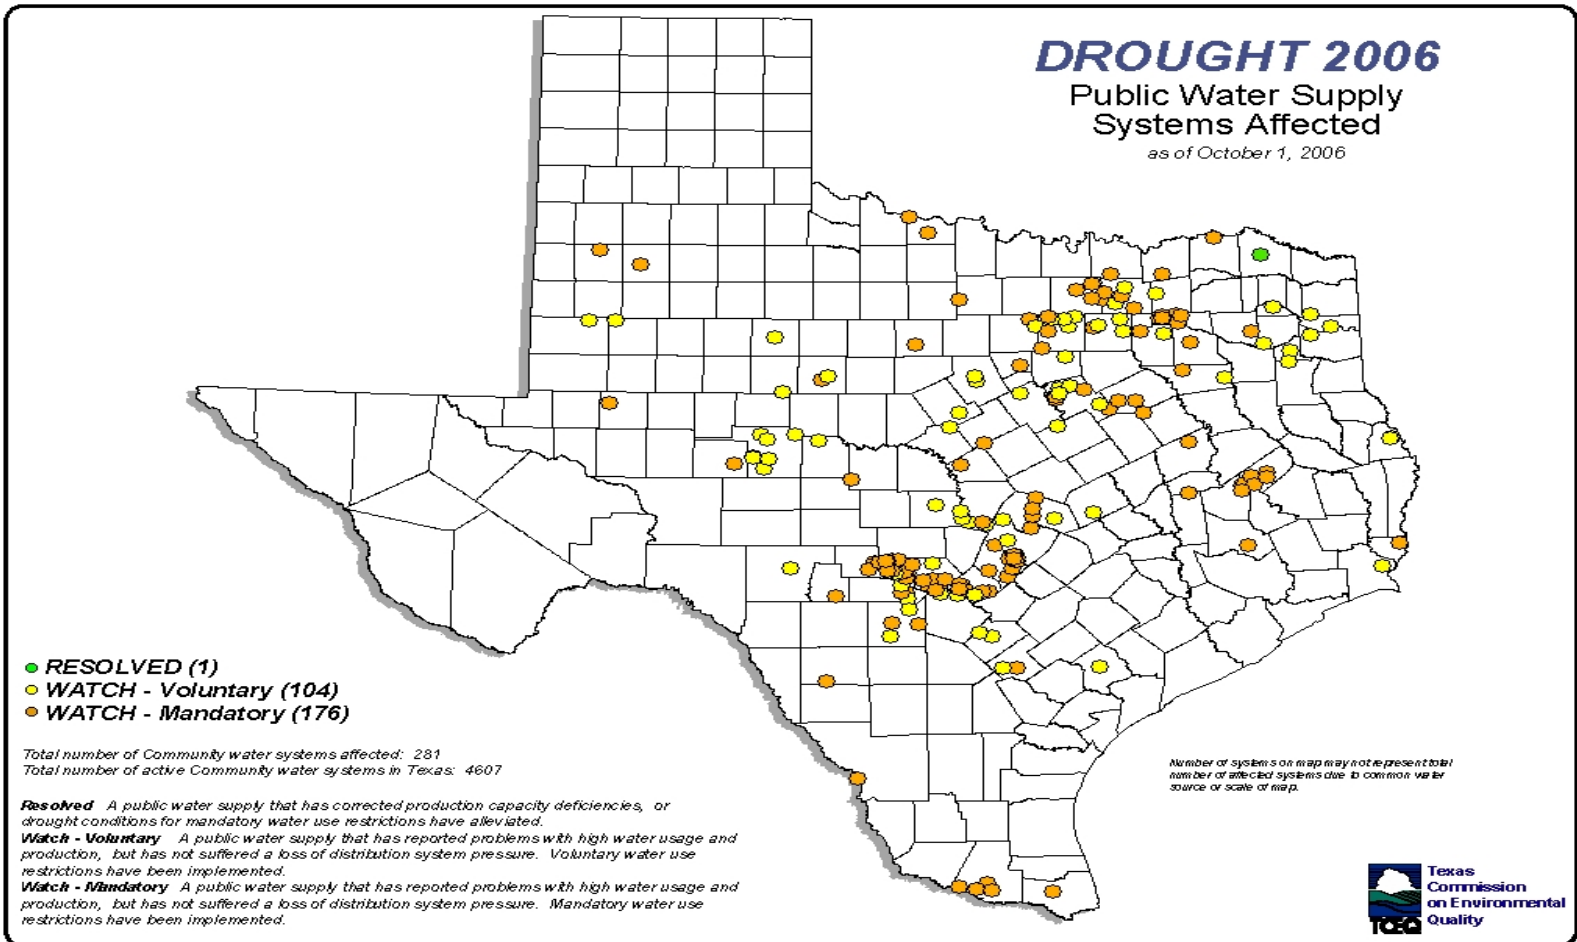 DROUGHT 2006
Public Water Supply
Systems Affected
as of October 1, 2006
RESOLVED (1)
WATCH - Voluntary (104)
WATCH - Mandatory (176)
Total number of Community water systems affected: 281
Total number of active Community water systems in Texas: 4607
Resolved A public water supply that has corrected production capacity deficiencies, or
drought conditions for mandatory water use restrictions have alleviated.
Watch - Voluntary A public water supply that has reported problems with high water usage and
production, but has not suffered a loss of distribution system pressure. Voluntary water use
restrictions have been implemented.
Watch - Mandatory A public water supply that has reported problems with high water usage and
production, but has not suffered a loss of distribution system pressure. Mandatory water use
restrictions have been implemented.
Number of systems on map may not represent total
number of affected systems due to common water
source or scale of map.
Texas
Commission
on Environmental
Quality
TCEQ